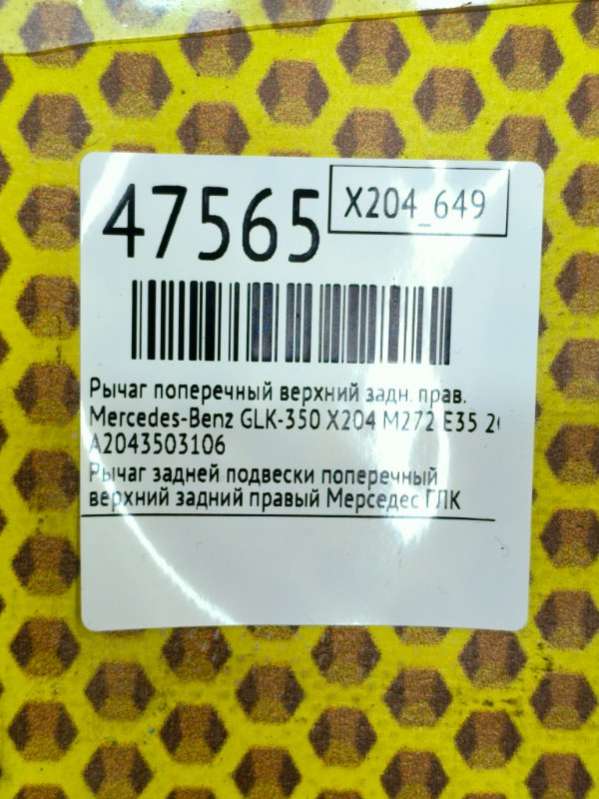 47565
X204_649
Рычаг поперечный верхний задн. прав.
Mercedes-Benz GLK-350 X204 M272 E35
A2043503106
Рычаг задней подвески поперечный
верхний задний правый Мерседес ГЛК